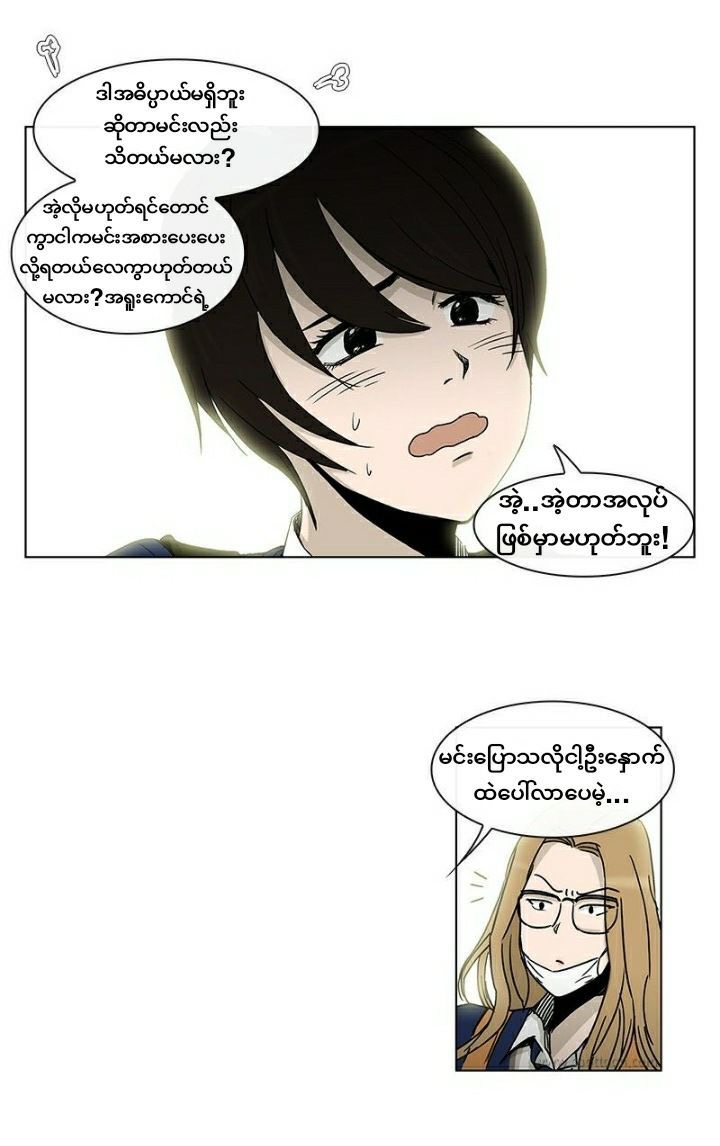 ဒါအဓိပ္ပာယ်မရှိဘူး
ဆိုတာမင်းလည်း
သိတယ်မလား?
အဲ့လိုမဟုတ်ရင်တောင်
ကွာငါကမင်းအစားပေးပေး
လို့ရတယ်လေကွာဟုတ်တယ်
မလား?အရူးကောင်ရဲ့
အဲ့..အဲ့တာအလုပ်
ဖြစ်မှာမဟုတ်ဘူး!
မင်းပြောသလိုငါ့ဦးနှောက်
ထဲပေါ်လာပေမဲ့...